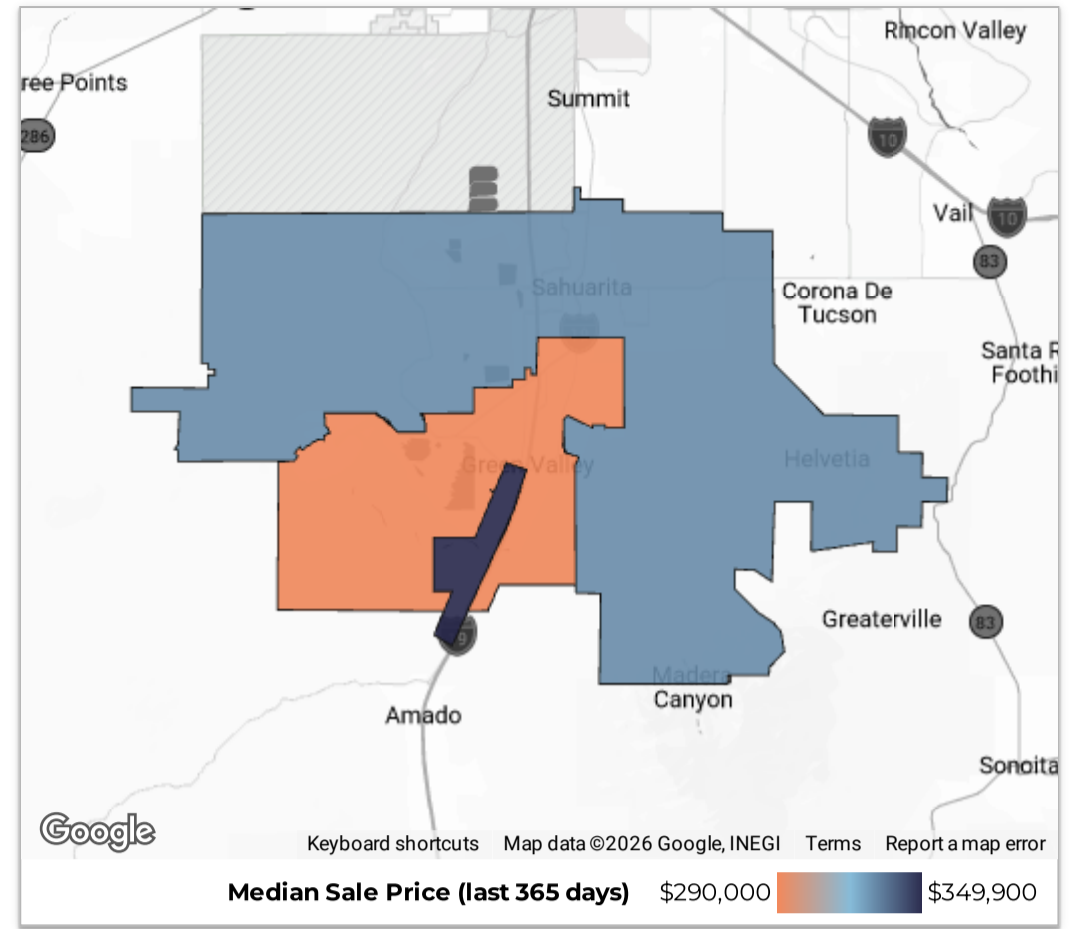 Rincon Valley
ree Points
Summit
286
10
Vail
10
83
Sahuarita
Corona De
Tucson
Santa R
Foothi
Green Valley
Helvetia
Greaterville
83
9
Madera
Canyon
Amado
Sonoita
Google
Keyboard shortcuts
Map data ©2026 Google, INEGI
Terms
Report a map error
Median Sale Price (last 365 days)
$290,000
$349,900